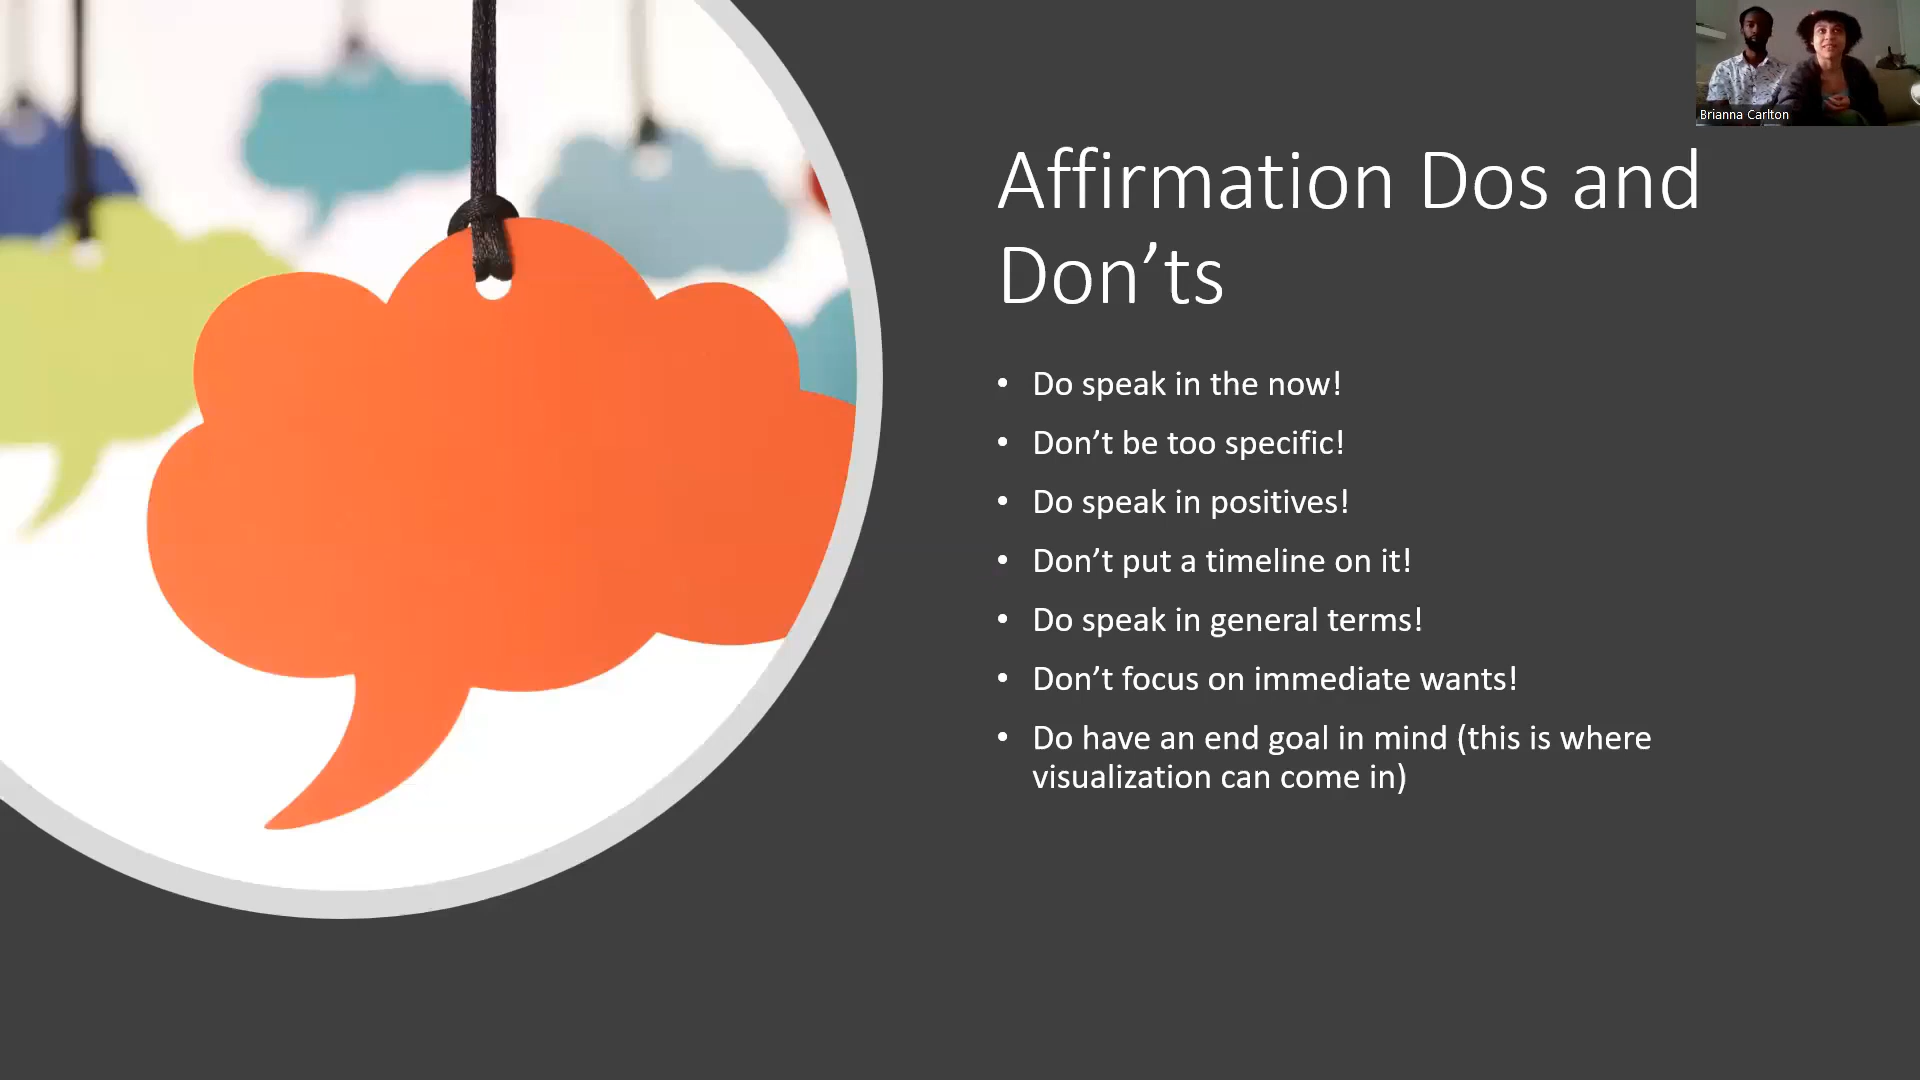 Brianna Carlton
Affirmation Dos and
Don’ts
• Do speak in the now!
• Don’t be too specific!
• Do speak in positives!
• Don’t put a timeline on it!
• Do speak in general terms!
• Don’t focus on immediate wants!
• Do have an end goal in mind (this is where
visualization can come in)